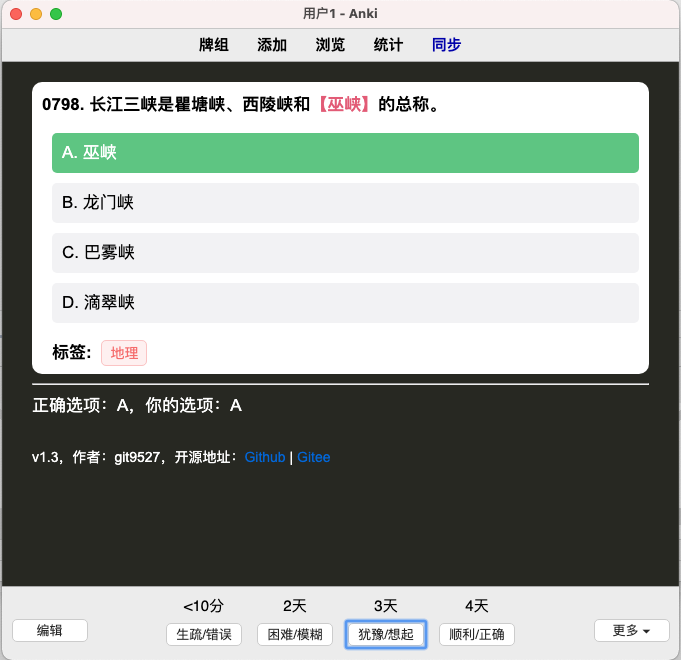 用户1 - Anki
牌组 添加 浏览 统计 同步
0798. 长江三峡是瞿塘峡、西陵峡和【巫峡】的总称。
A. 巫峡
B. 龙门峡
C. 巴雾峡
D. 滴翠峡
标签: 地理
正确选项：A，你的选项：A
v1.3，作者：git9527，开源地址：Github | Gitee
<10分 2天 3天 4天
编辑 生疏/错误 困难/模糊 犹豫/想起 顺利/正确 更多